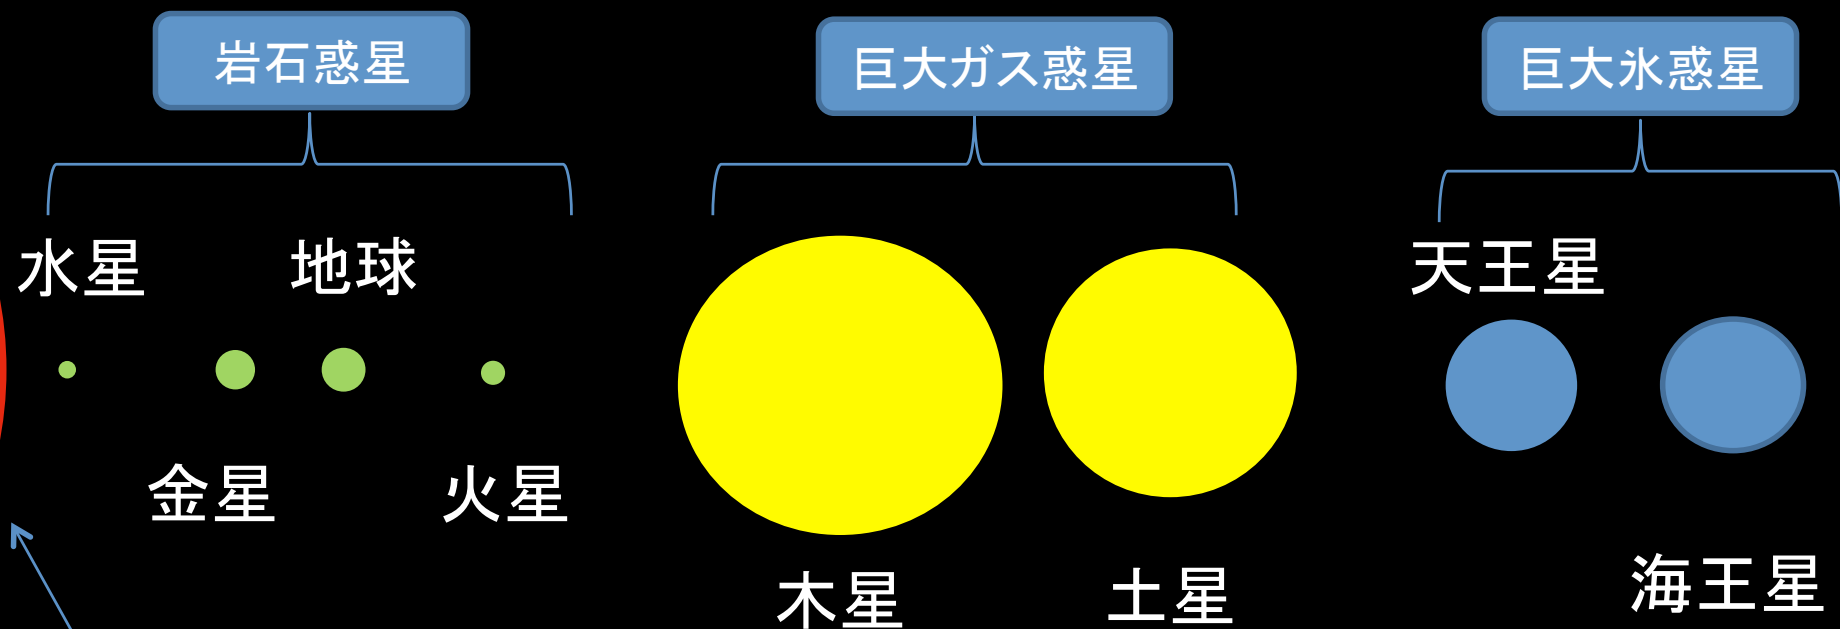 岩石惑星
巨大ガス惑星
巨大氷惑星
水星
地球
天王星
金星
火星
木星
土星
海王星